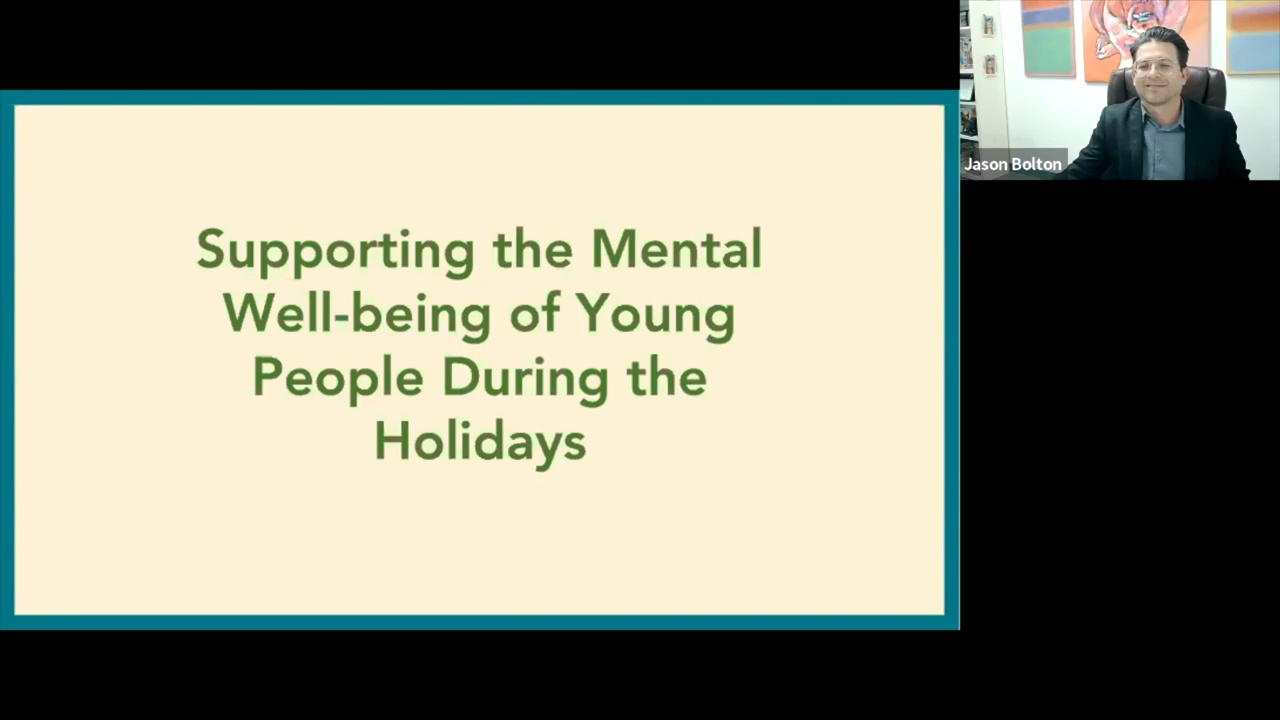 Supporting the Mental
Well-being of Young
People During the
Holidays
Jason Bolton